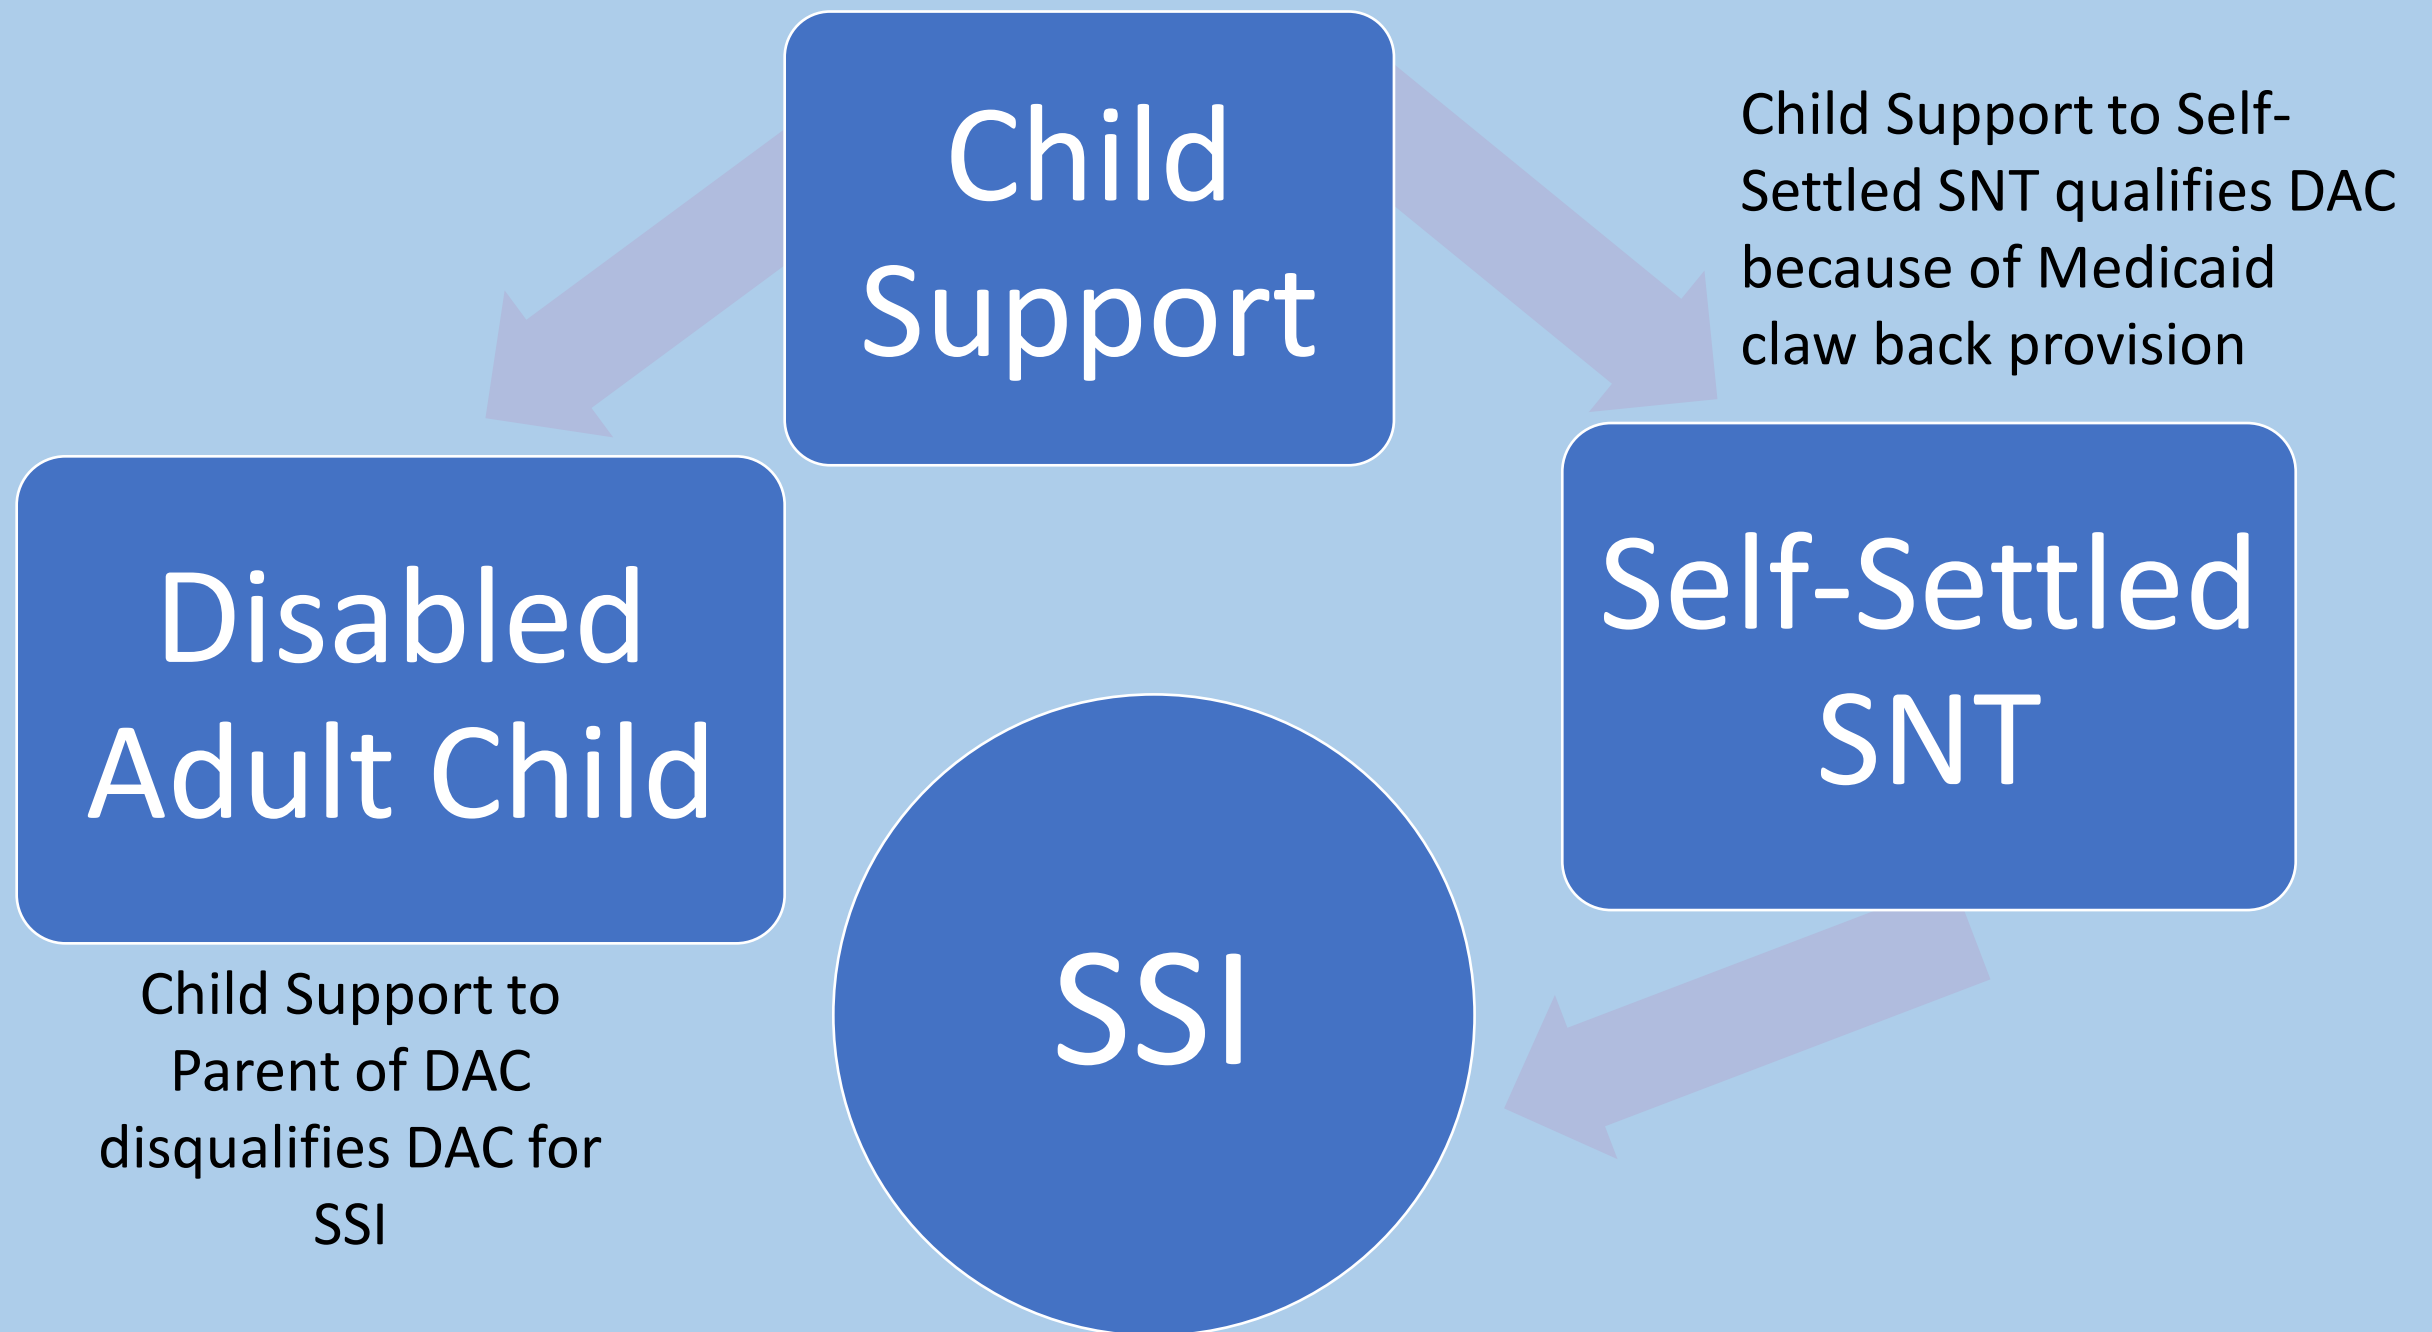 Child
Support
Child Support to Self-
Settled SNT qualifies DAC
because of Medicaid
claw back provision
Disabled
Adult Child
Self-Settled
SNT
Child Support to
Parent of DAC
disqualifies DAC for
SSI
SSI